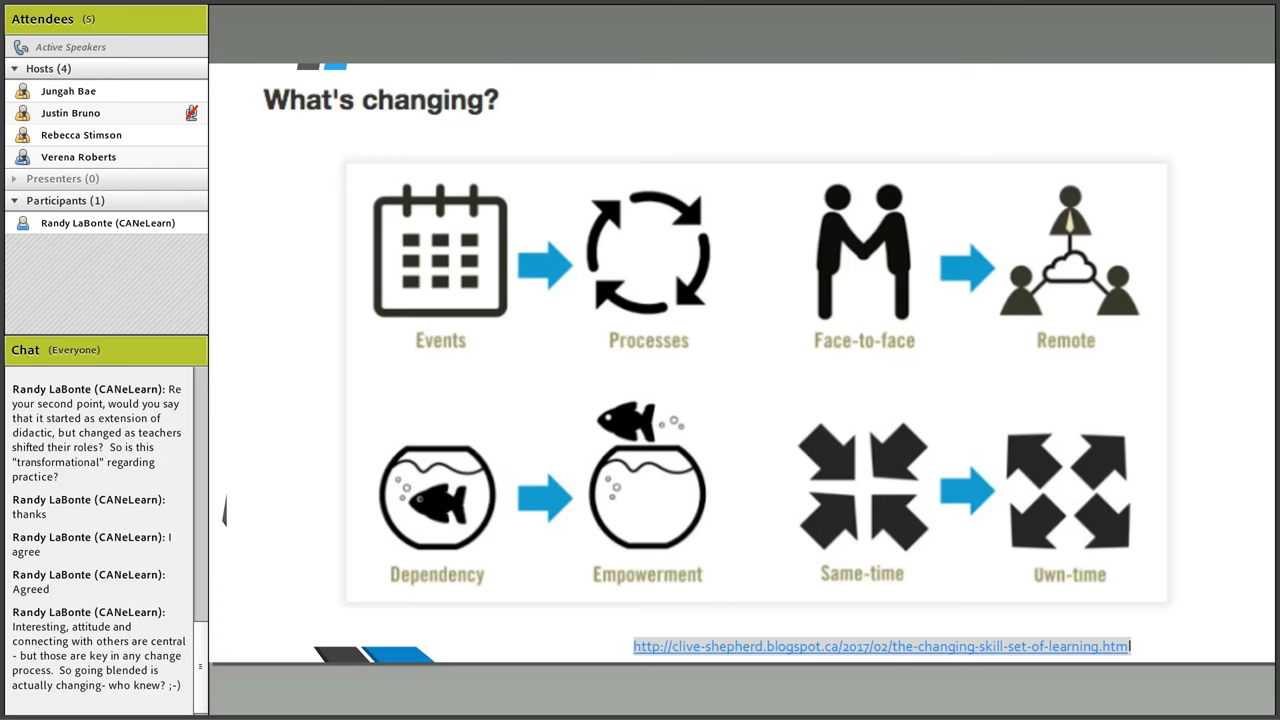 Attendees (5)
Active Speakers
Hosts (4)
Jungah Bae
Justin Bruno
Rebecca Stimson
Verena Roberts
Presenters (0)
Participants (1)
Randy LaBonte (CANeLearn)
Chat (Everyone)
Randy LaBonte (CANeLearn): Re
your second point, would you say
that it started as extension of
didactic, but changed as teachers
shifted their roles? So is this
"transformational" regarding
practice?
Randy LaBonte (CANeLearn):
thanks
Randy LaBonte (CANeLearn): I
agree
Randy LaBonte (CANeLearn):
Agreed
Randy LaBonte (CANeLearn):
Interesting, attitude and
connecting with others are central
- but those are key in any change
process. So going blended is
actually changing- who knew? ;-)
What's changing?
Events
Processes
Face-to-face
Remote
Dependency
Empowerment
Same-time
Own-time
http://clive-shepherd.blogspot.ca/2017/02/the-changing-skill-set-of-learning.html